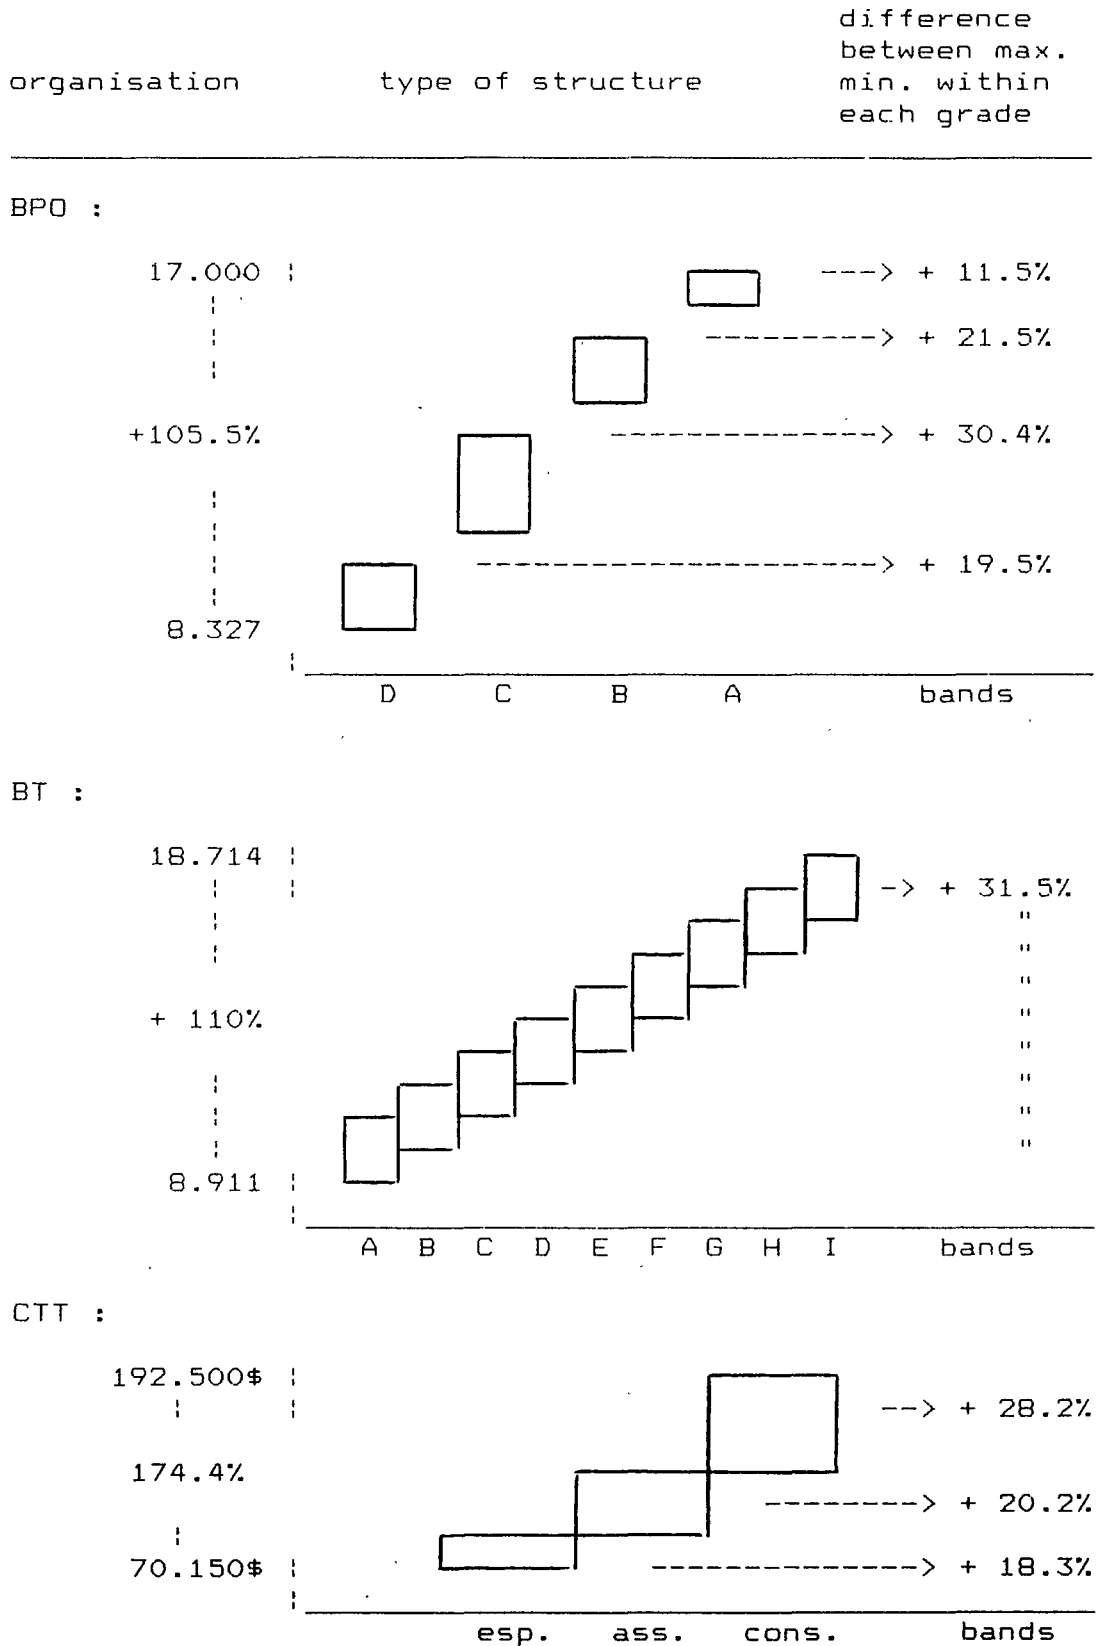 difference
between max.
organisation type of structure min. within
each grade
BPO :
17.000 ---> + 11.5%
--------> + 21.5%
+105.5% ------------> + 30.4%
------------------> + 19.5%
8.327
D C B A bands
BT :
18.714
-> + 31.5%
"
"
"
+ 110% "
"
"
"
"
8.911
A B C D E F G H I bands
CTT :
192.500$
--> + 28.2%
174.4%
-------> + 20.2%
70.150$ ------------> + 18.3%
esp. ass. cons. bands